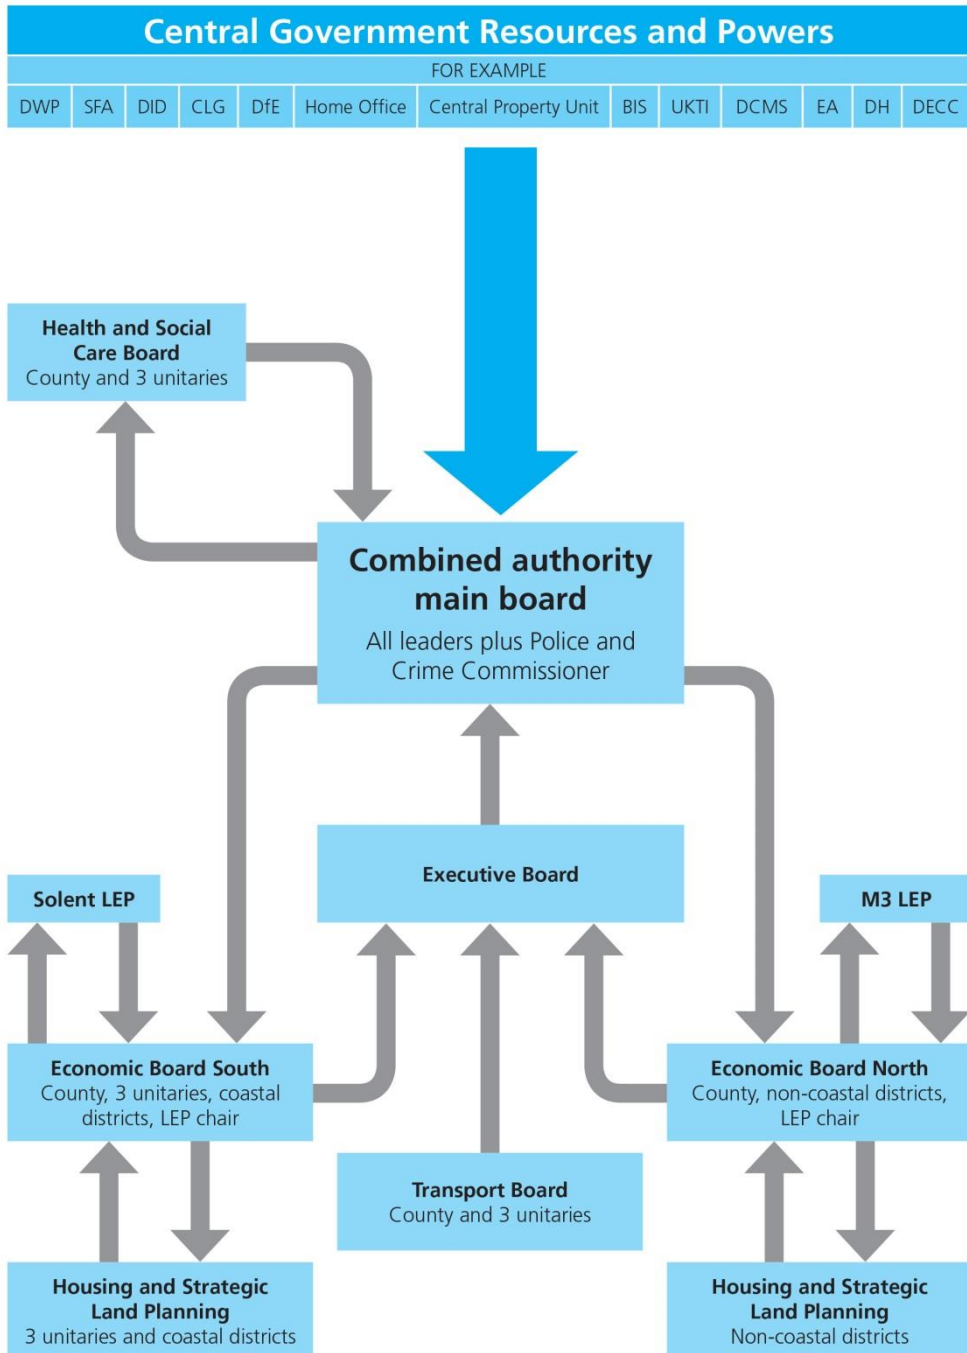 Central Government Resources and Powers
FOR EXAMPLE
DWP SFA DID CLG DfE Home Office Central Property Unit BIS UKTI DCMS EA DH DECC
Health and Social
Care Board
County and 3 unitaries
Combined authority
main board
All leaders plus Police and
Crime Commissioner
Executive Board
Solent LEP
M3 LEP
Economic Board South
County, 3 unitaries, coastal
districts, LEP chair
Economic Board North
County, non-coastal districts,
LEP chair
Transport Board
County and 3 unitaries
Housing and Strategic
Land Planning
3 unitaries and coastal districts
Housing and Strategic
Land Planning
Non-coastal districts